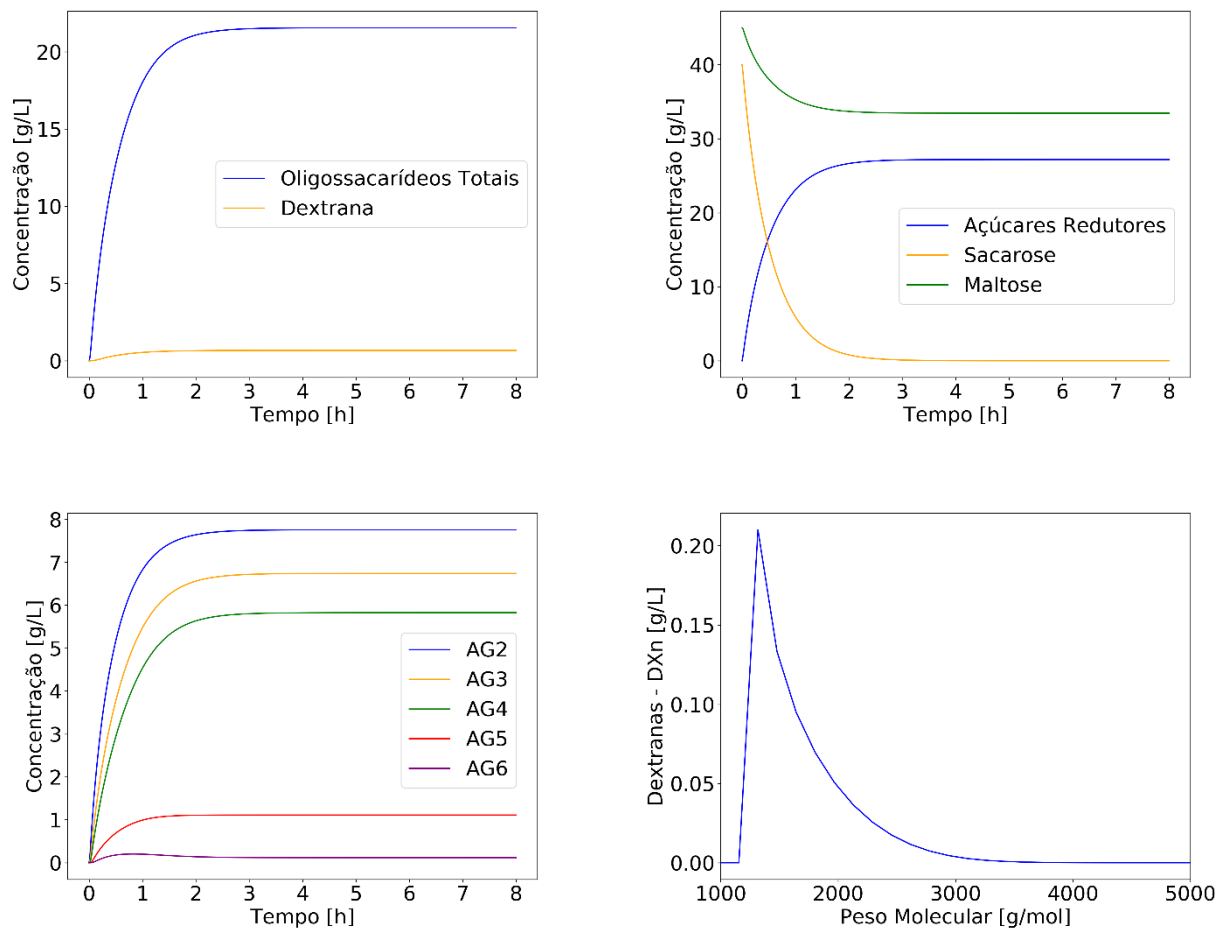 Concentração [g/L]
20
15
10
5
0
Oligossacarídeos Totais
Dextrana
0 1 2 3 4 5 6 7 8
Tempo [h]
Concentração [g/L]
40
30
20
10
0
Açúcares Redutores
Sacarose
Maltose
0 1 2 3 4 5 6 7 8
Tempo [h]
Concentração [g/L]
8
7
6
5
4
3
2
1
0
AG2
AG3
AG4
AG5
AG6
0 1 2 3 4 5 6 7 8
Tempo [h]
Dextranas - DXn [g/L]
0.20
0.15
0.10
0.05
0.00
1000 2000 3000 4000 5000
Peso Molecular [g/mol]